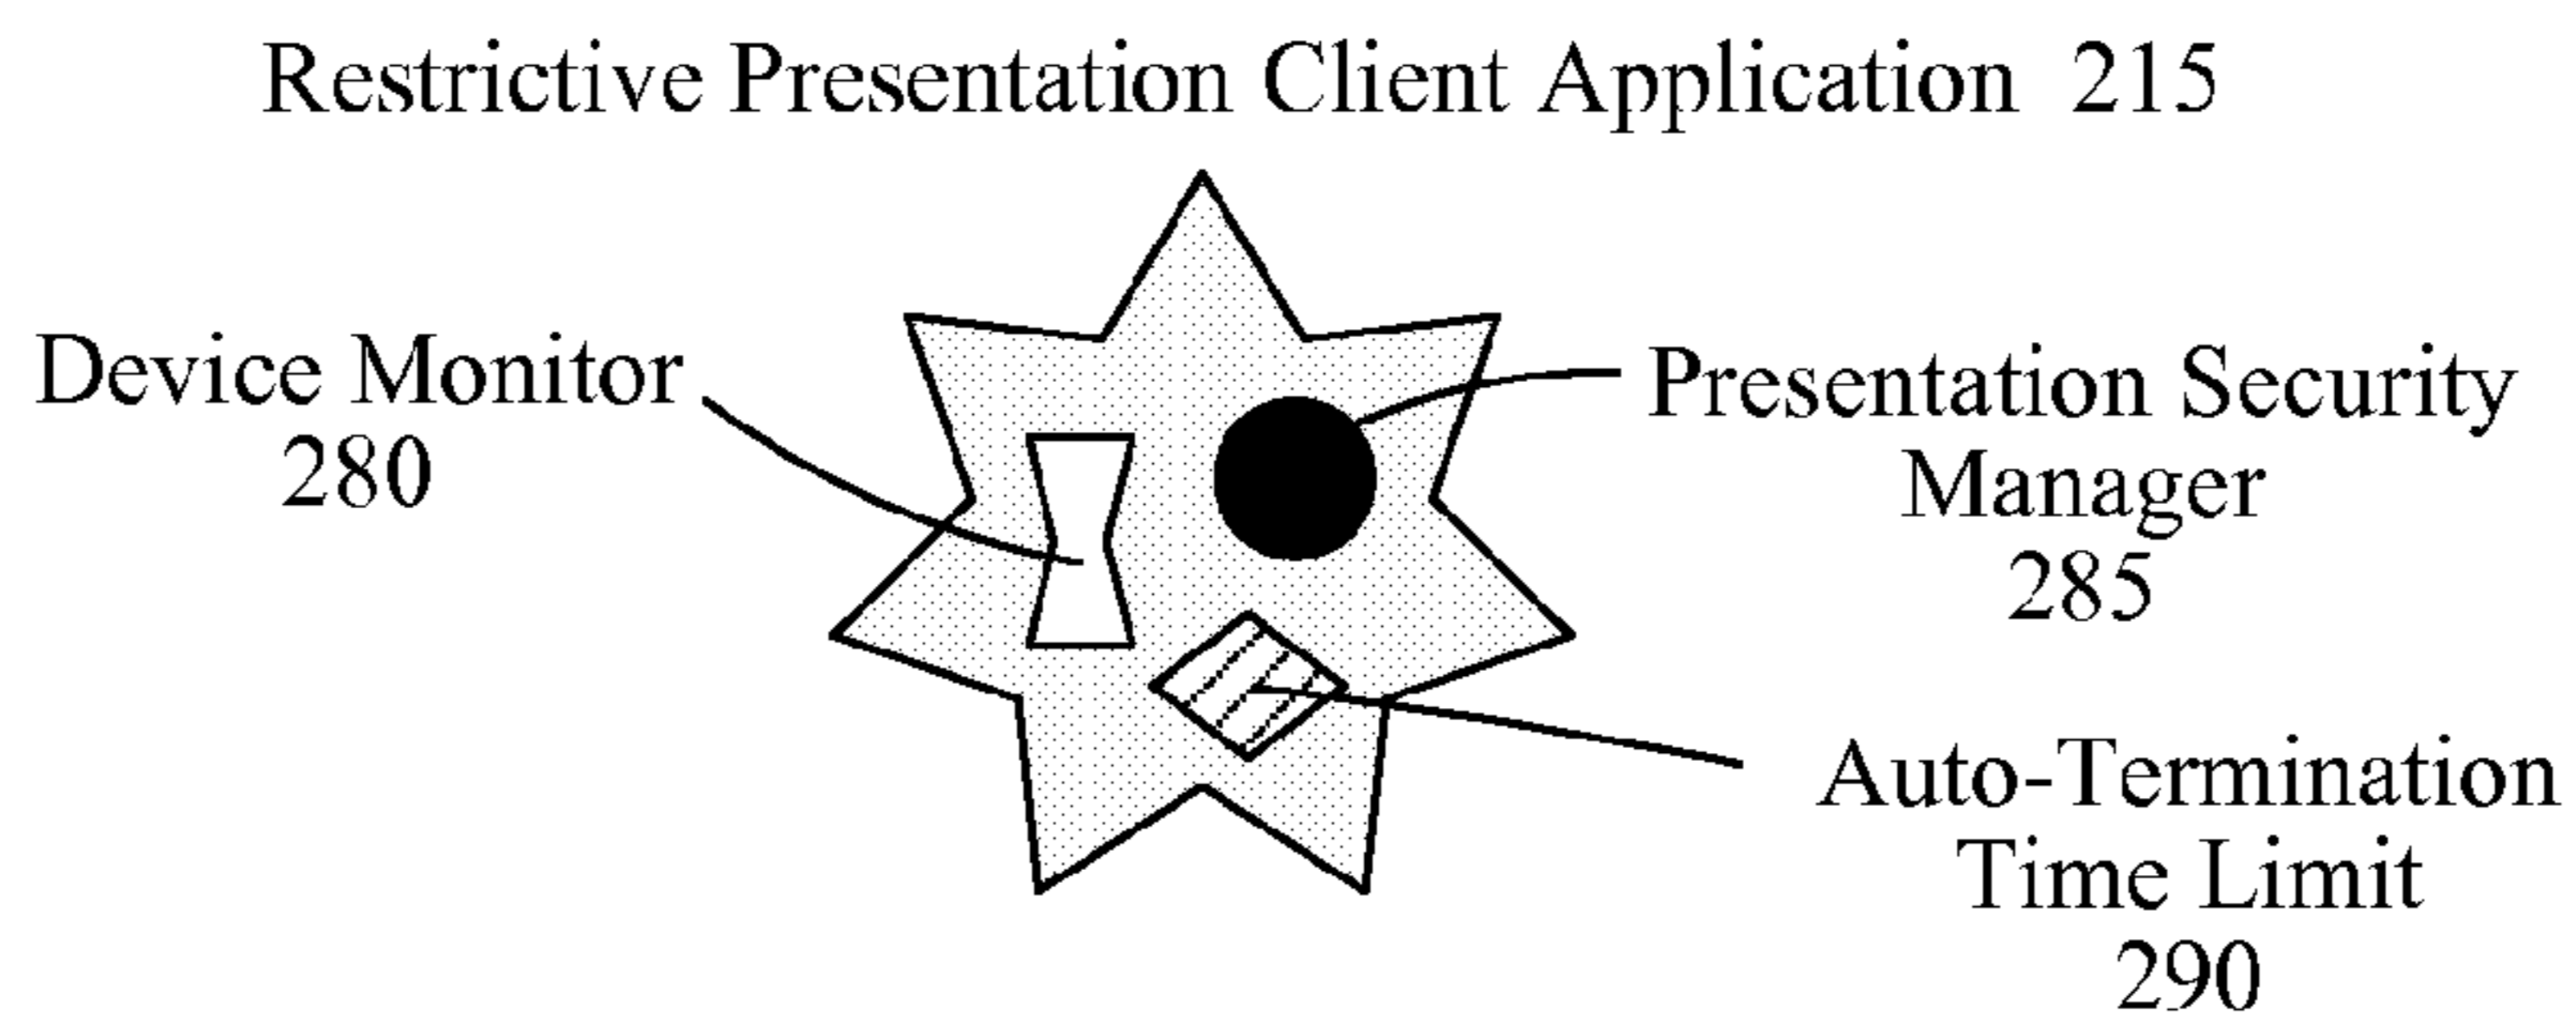 Restrictive Presentation Client Application 215
Device Monitor
280
Presentation Security
Manager
285
Auto-Termination
Time Limit
290